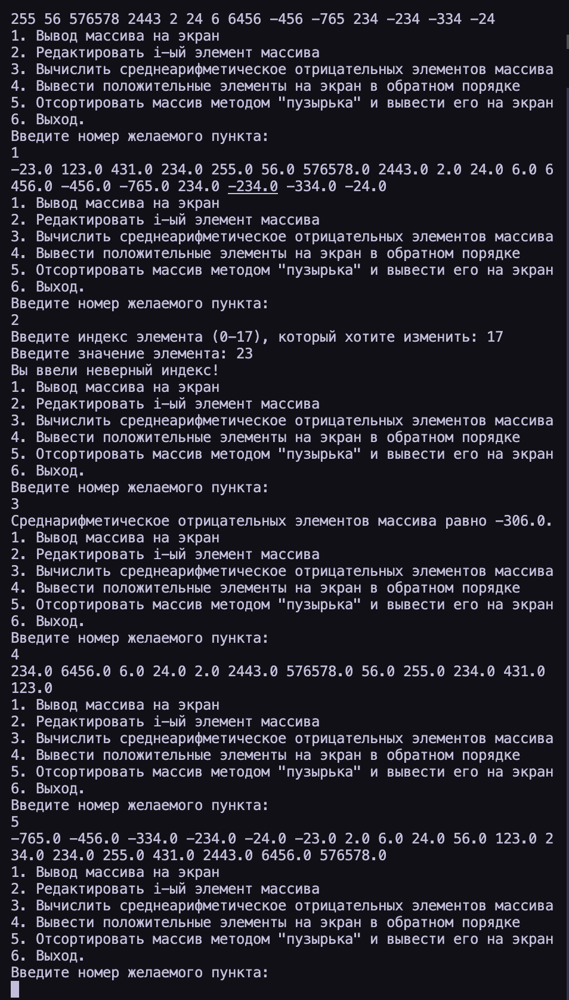 255 56 576578 2443 2 24 6 6456 -456 -765 234 -234 -334 -24
1. Вывод массива на экран
2. Редактировать i-ый элемент массива
3. Вычислить среднеарифметическое отрицательных элементов массива
4. Вывести положительные элементы на экран в обратном порядке
5. Отсортировать массив методом "пузырька" и вывести его на экран
6. Выход.
Введите номер желаемого пункта:
1
-23.0 123.0 431.0 234.0 255.0 56.0 576578.0 2443.0 2.0 24.0 6.0 6
456.0 -456.0 -765.0 234.0 -234.0 -334.0 -24.0
1. Вывод массива на экран
2. Редактировать i-ый элемент массива
3. Вычислить среднеарифметическое отрицательных элементов массива
4. Вывести положительные элементы на экран в обратном порядке
5. Отсортировать массив методом "пузырька" и вывести его на экран
6. Выход.
Введите номер желаемого пункта:
2
Введите индекс элемента (0-17), который хотите изменить: 17
Введите значение элемента: 23
Вы ввели неверный индекс!
1. Вывод массива на экран
2. Редактировать i-ый элемент массива
3. Вычислить среднеарифметическое отрицательных элементов массива
4. Вывести положительные элементы на экран в обратном порядке
5. Отсортировать массив методом "пузырька" и вывести его на экран
6. Выход.
Введите номер желаемого пункта:
3
Среднарифметическое отрицательных элементов массива равно -306.0.
1. Вывод массива на экран
2. Редактировать i-ый элемент массива
3. Вычислить среднеарифметическое отрицательных элементов массива
4. Вывести положительные элементы на экран в обратном порядке
5. Отсортировать массив методом "пузырька" и вывести его на экран
6. Выход.
Введите номер желаемого пункта:
4
234.0 6456.0 6.0 24.0 2.0 2443.0 576578.0 56.0 255.0 234.0 431.0
123.0
1. Вывод массива на экран
2. Редактировать i-ый элемент массива
3. Вычислить среднеарифметическое отрицательных элементов массива
4. Вывести положительные элементы на экран в обратном порядке
5. Отсортировать массив методом "пузырька" и вывести его на экран
6. Выход.
Введите номер желаемого пункта:
5
-765.0 -456.0 -334.0 -234.0 -24.0 -23.0 2.0 6.0 24.0 56.0 123.0 2
34.0 234.0 255.0 431.0 2443.0 6456.0 576578.0
1. Вывод массива на экран
2. Редактировать i-ый элемент массива
3. Вычислить среднеарифметическое отрицательных элементов массива
4. Вывести положительные элементы на экран в обратном порядке
5. Отсортировать массив методом "пузырька" и вывести его на экран
6. Выход.
Введите номер желаемого пункта: